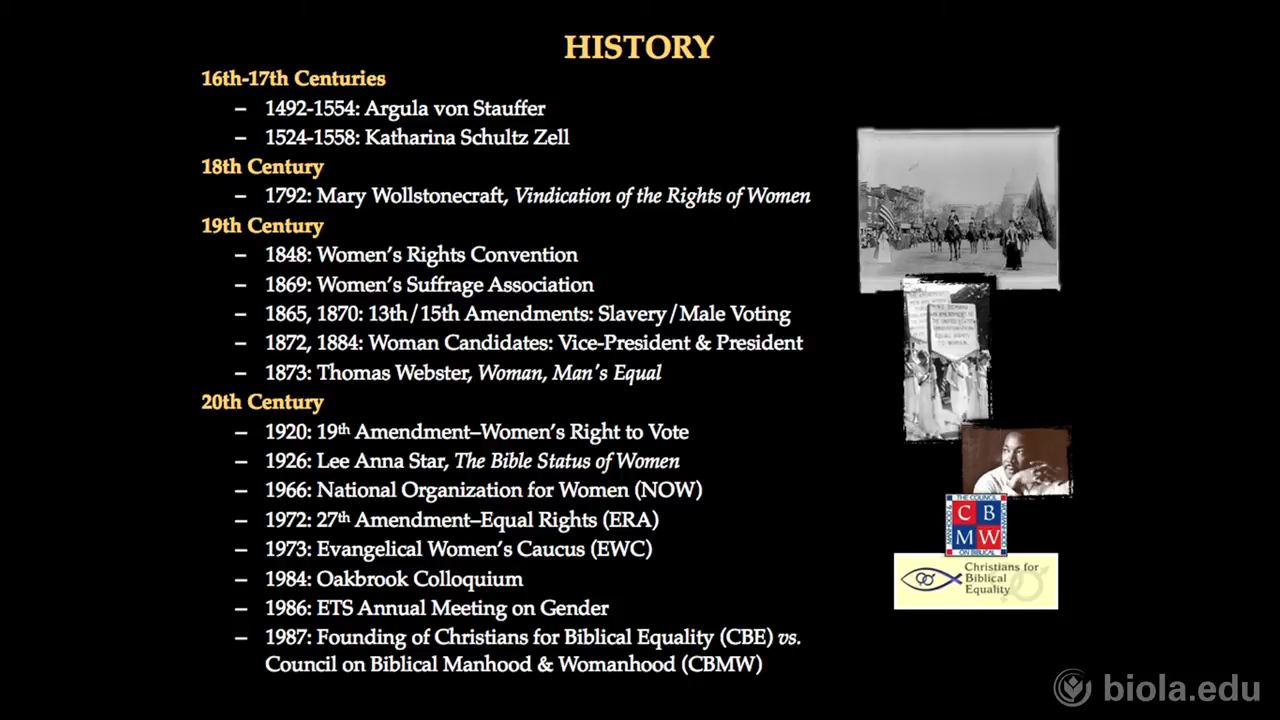 HISTORY
16th-17th Centuries
– 1492-1554: Argula von Stauffer
– 1524-1558: Katharina Schultz Zell
18th Century
– 1792: Mary Wollstonecraft, Vindication of the Rights of Women
19th Century
– 1848: Women’s Rights Convention
– 1869: Women’s Suffrage Association
– 1865, 1870: 13th/15th Amendments: Slavery/Male Voting
– 1872, 1884: Woman Candidates: Vice-President & President
– 1873: Thomas Webster, Woman, Man’s Equal
20th Century
– 1920: 19th Amendment–Women’s Right to Vote
– 1926: Lee Anna Star, The Bible Status of Women
– 1966: National Organization for Women (NOW)
– 1972: 27th Amendment–Equal Rights (ERA)
– 1973: Evangelical Women’s Caucus (EWC)
– 1984: Oakbrook Colloquium
– 1986: ETS Annual Meeting on Gender
– 1987: Founding of Christians for Biblical Equality (CBE) vs.
Council on Biblical Manhood & Womanhood (CBMW)
THE COUNCIL
C B
M W
ON BIBLICAL
MANHOOD &
WOMANHOOD
Christians for
Biblical
Equality
biola.edu